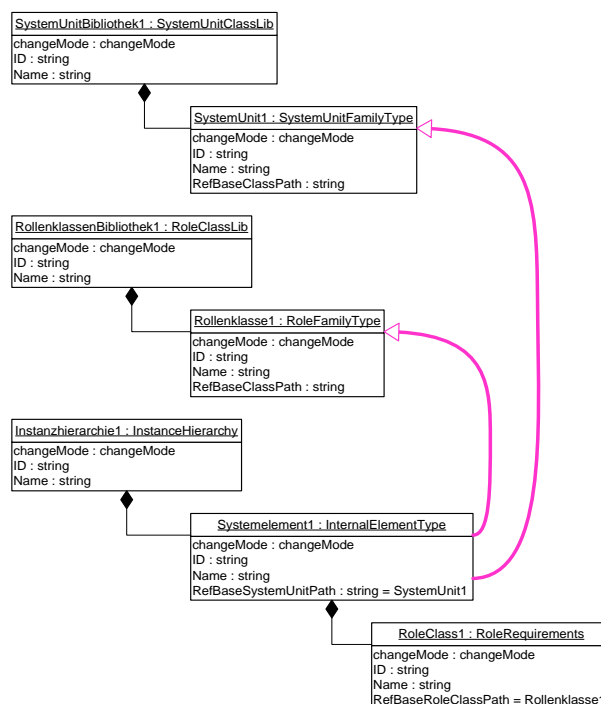 SystemUnitBibliothek1 : SystemUnitClassLib
changeMode : changeMode
ID : string
Name : string
SystemUnit1 : SystemUnitFamilyType
changeMode : changeMode
ID : string
Name : string
RefBaseClassPath : string
RollenklassenBibliothek1 : RoleClassLib
changeMode : changeMode
ID : string
Name : string
Rollenklasse1 : RoleFamilyType
changeMode : changeMode
ID : string
Name : string
RefBaseClassPath : string
Instanzhierarchie1 : InstanceHierarchy
changeMode : changeMode
ID : string
Name : string
Systemelement1 : InternalElementType
changeMode : changeMode
ID : string
Name : string
RefBaseSystemUnitPath : string = SystemUnit1
RoleClass1 : RoleRequirements
changeMode : changeMode
ID : string
Name : string
RefBaseRoleClassPath = Rollenklasse1